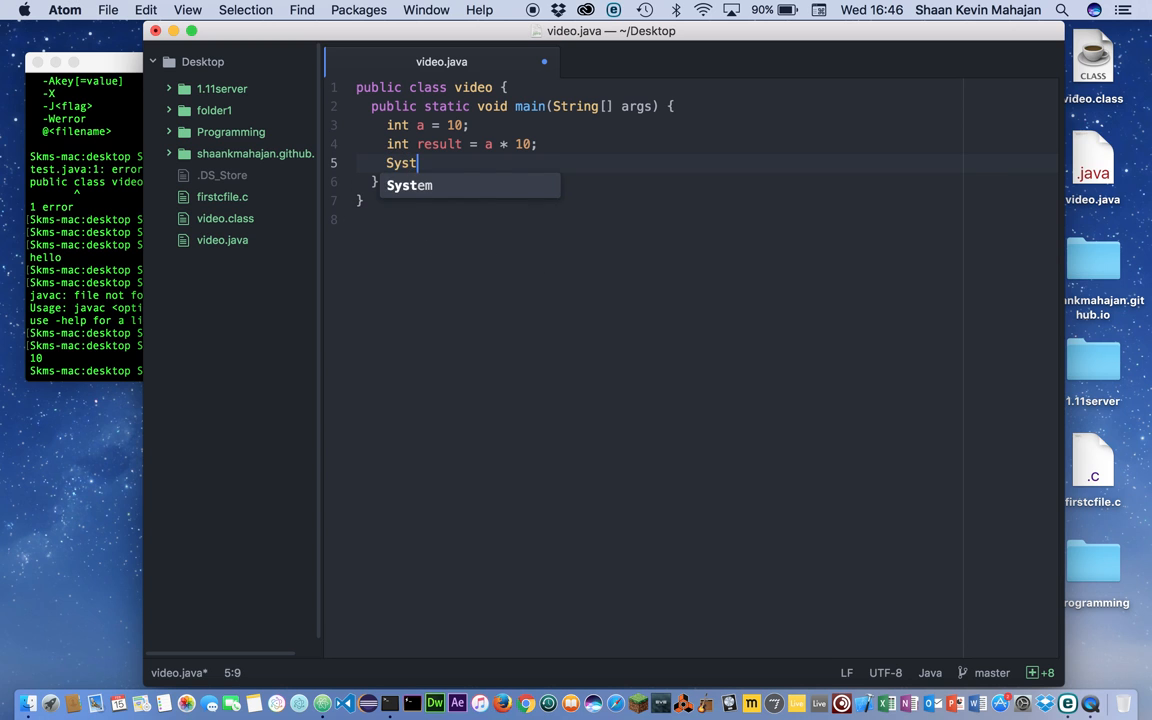 Atom File Edit View Selection Find Packages Window Help 90% Wed 16:46 Shaan Kevin Mahajan
video.java — ~/Desktop
-Akey[=value]
-X
-J<flag>
-Werror
@<filename>
Skms-mac:desktop S
test.java:1: error
public class video
^
1 error
[Skms-mac:desktop S
[Skms-mac:desktop S
[Skms-mac:desktop S
hello
[Skms-mac:desktop S
[Skms-mac:desktop S
javac: file not fo
Usage: javac <opti
use -help for a li
[Skms-mac:desktop S
[Skms-mac:desktop S
10
Skms-mac:desktop S
Desktop
1.11server
folder1
Programming
shaankmahajan.github.
.DS_Store
firstcfile.c
video.class
video.java
video.java
1 public class video {
2 public static void main(String[] args) {
3 int a = 10;
4 int result = a * 10;
5 Syst
System
6 }
7 }
8
video.java* 5:9 LF UTF-8 Java master +8
CLASS
video.class
.java
video.java
ankmahajan.git
hub.io
1.11server
.C
firstcfile.c
rogramming
15
Dw
Ae
m
Live
Live